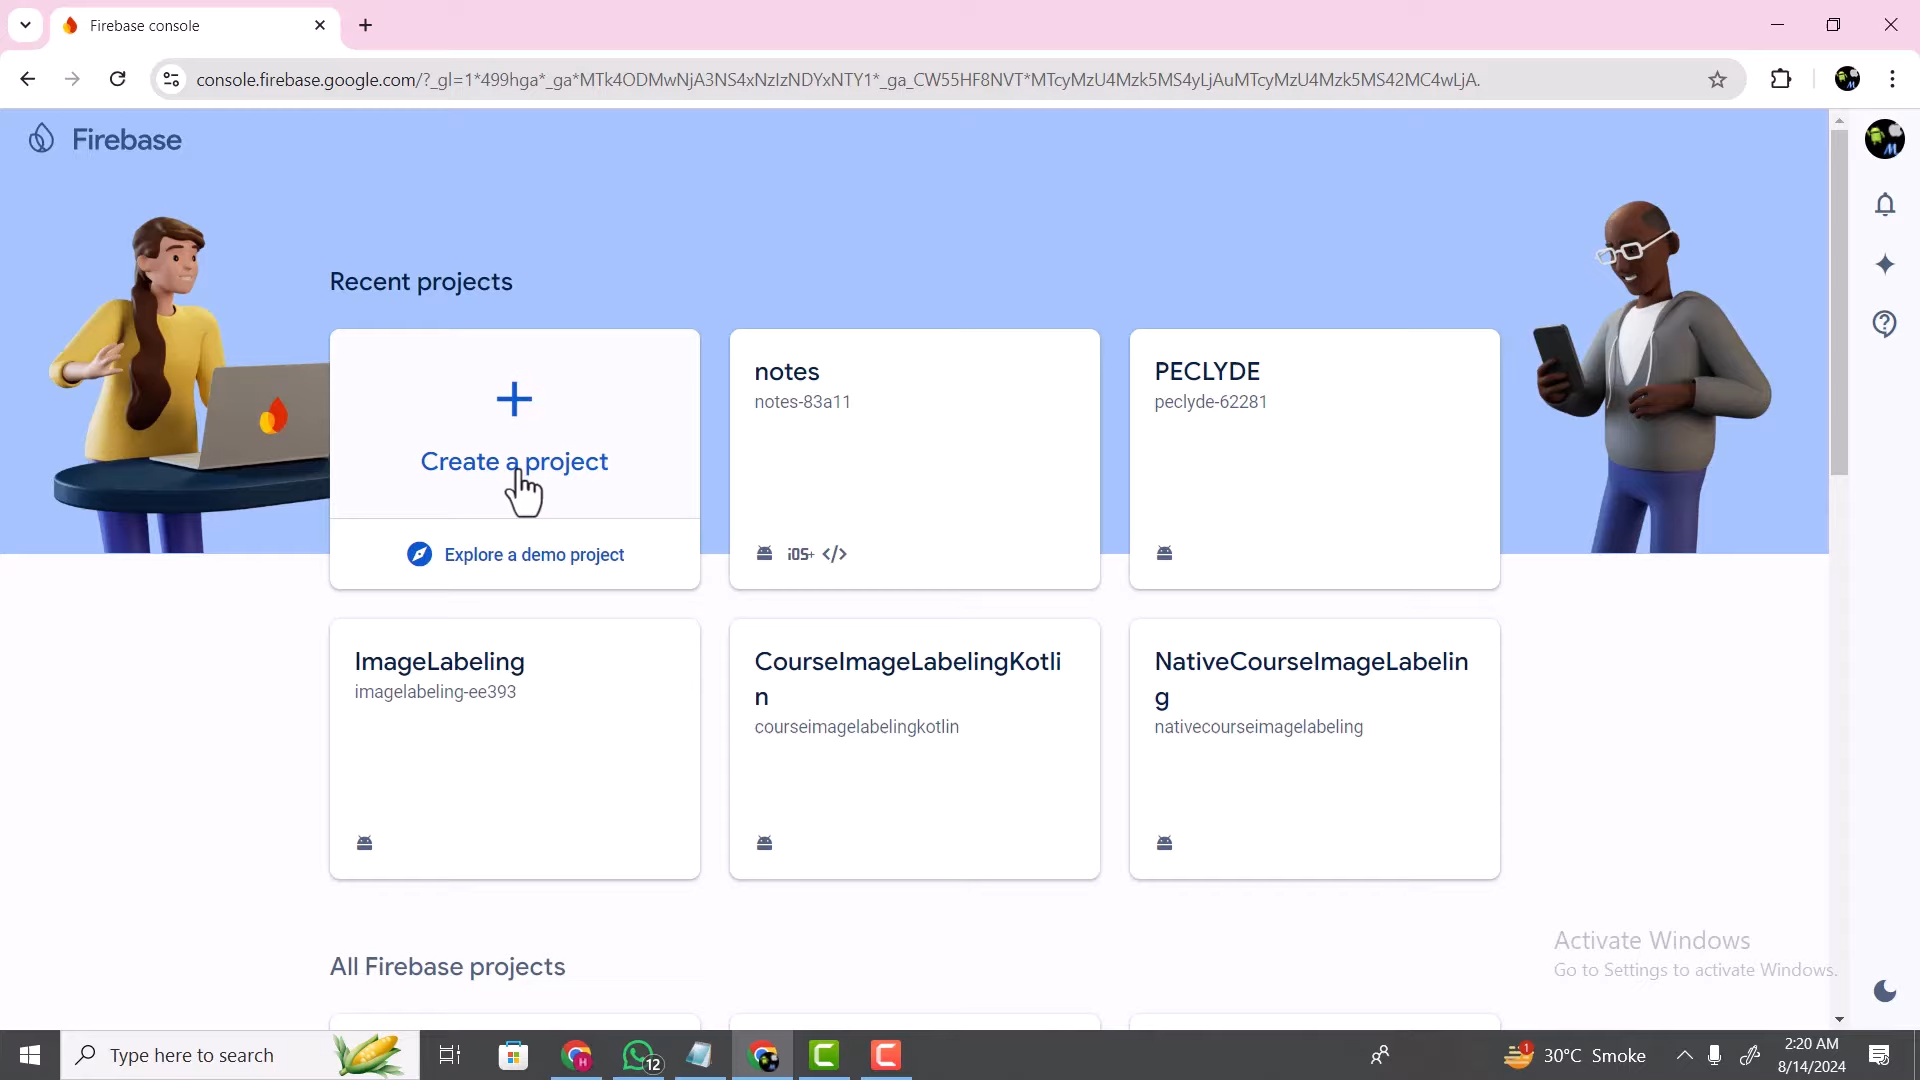 Firebase console
console.firebase.google.com/?_gl=1*499hga*_ga*MTk4ODMwNjA3NS4xNzIzNDYxNTY1*_ga_CW55HF8NVT*MTcyMzU4Mzk5MS4yLjAuMTcyMzU4Mzk5MS42MC4wLjA.
Firebase
Recent projects
Create a project
Explore a demo project
notes
notes-83a11
iOS+ </>
PECLYDE
peclyde-62281
ImageLabeling
imagelabeling-ee393
CourseImageLabelingKotli
n
courseimagelabelingkotlin
NativeCourseImageLabelin
g
nativecourseimagelabeling
All Firebase projects
Activate Windows
Go to Settings to activate Windows.
Type here to search
H
12
1
30°C Smoke
2:20 AM
8/14/2024